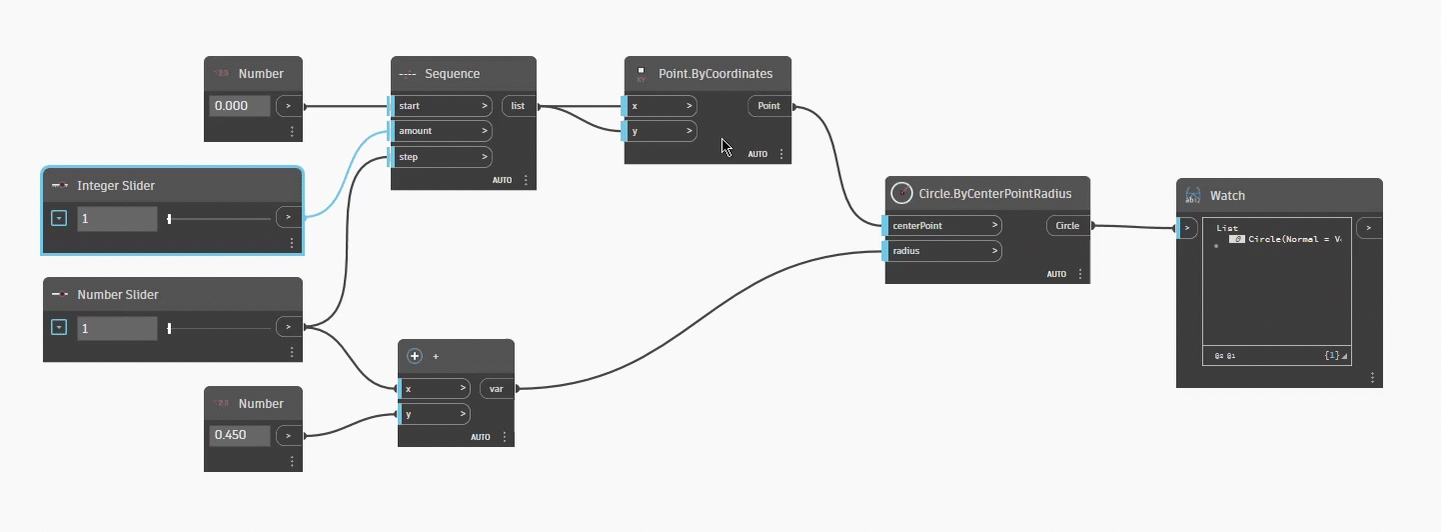 Number
0.000 >
Sequence
start > list
amount >
step >
AUTO
Point.ByCoordinates
x > Point
y >
AUTO
Integer Slider
1 >
Number Slider
1 >
Number
0.450 >
+
x > var
y >
AUTO
Circle.ByCenterPointRadius
centerPoint > Circle
radius >
AUTO
Watch
> >
List
0 Circle(Normal = V
@2 @1 {1}